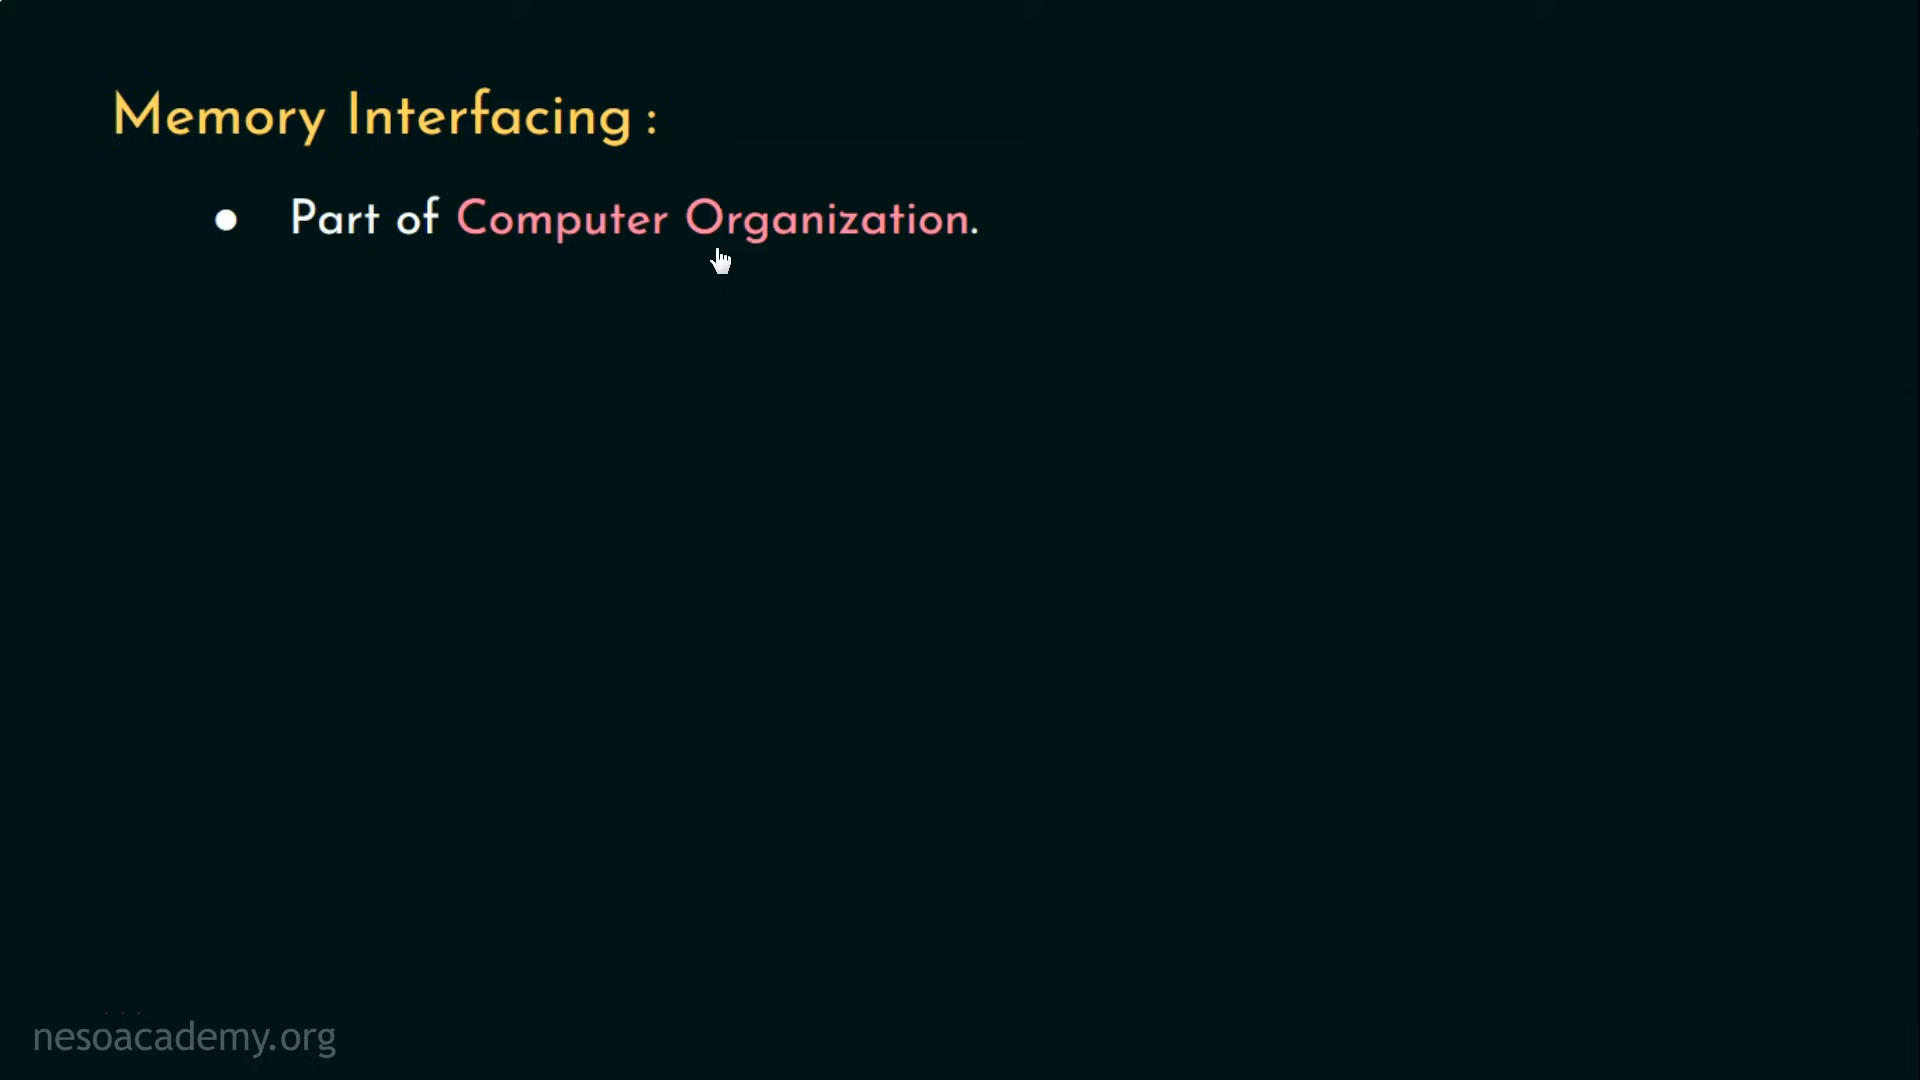 Memory Interfacing :
● Part of Computer Organization.
nesoacademy.org